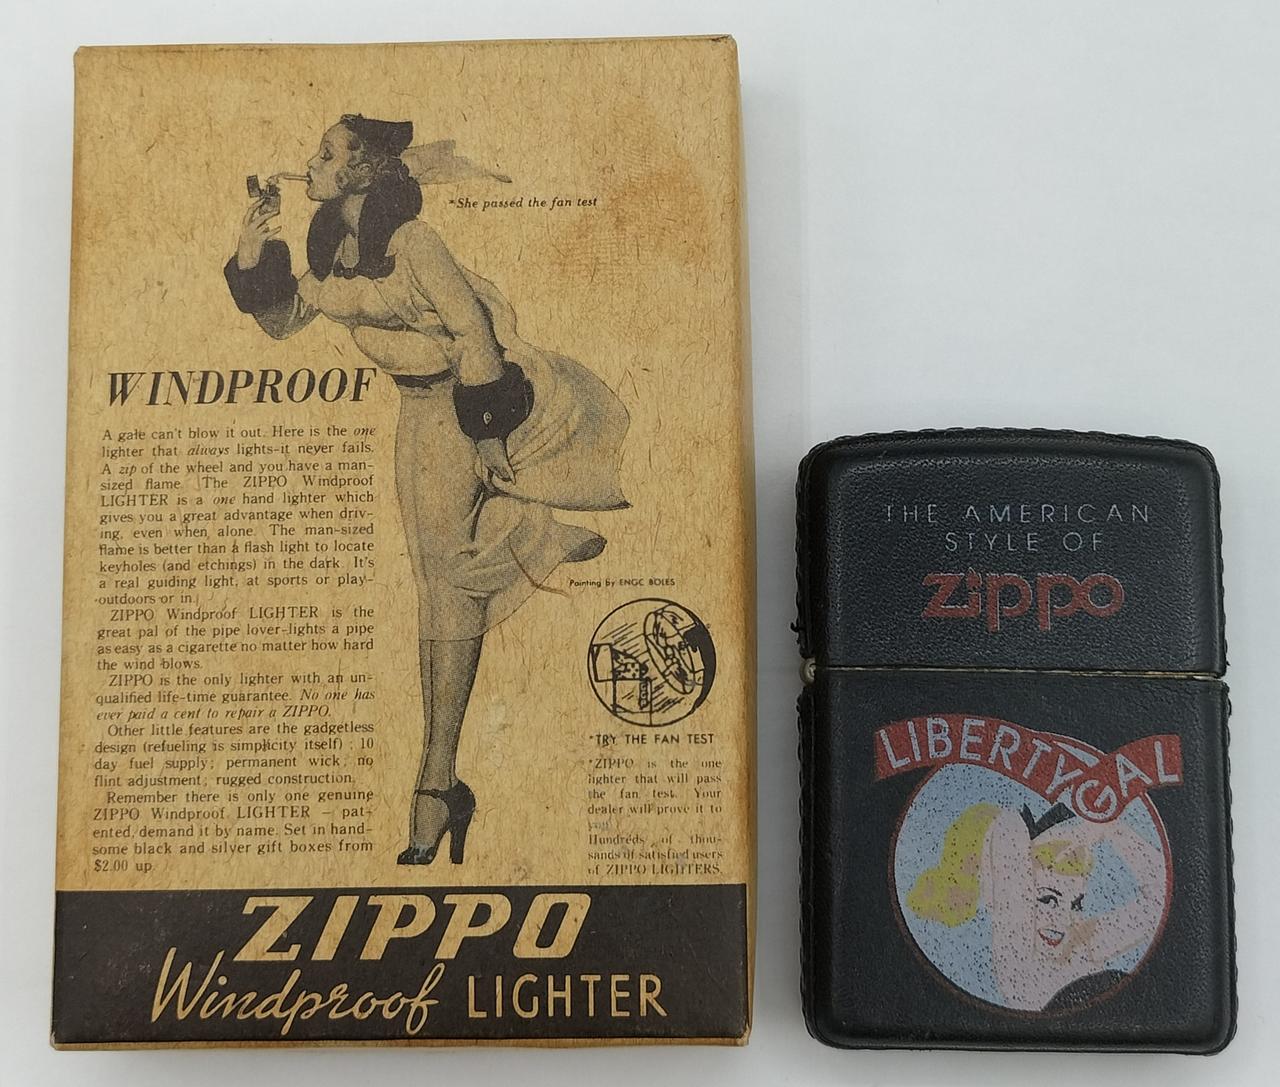 *She passed the fan test
WINDPROOF
A gale can't blow it out. Here is the one
lighter that always lights-it never fails.
A zip of the wheel and you have a man-
sized flame. The ZIPPO Windproof
LIGHTER is a one hand lighter which
gives you a great advantage when driv-
ing, even when alone. The man-sized
flame is better than a flash light to locate
keyholes (and etchings) in the dark. It's
a real guiding light, at sports or play-
outdoors or in.
ZIPPO Windproof LIGHTER is the
great pal of the pipe lover-lights a pipe
as easy as a cigarette no matter how hard
the wind blows.
ZIPPO is the only lighter with an un-
qualified life-time guarantee. No one has
ever paid a cent to repair a ZIPPO.
Other little features are the gadgetless
design (refueling is simplicity itself) ; 10
day fuel supply; permanent wick; no
flint adjustment; rugged construction.
Remember there is only one genuine
ZIPPO Windproof LIGHTER — pat-
ented, demand it by name. Set in hand-
some black and silver gift boxes from
$2.00 up.
Painting by ENGC BOLES
*TRY THE FAN TEST
*ZIPPO is the one
lighter that will pass
the fan test. Your
dealer will prove it to
you
Hundreds of thou-
sands of satisfied users
of ZIPPO LIGHTERS.
ZIPPO
Windproof LIGHTER
THE AMERICAN
STYLE OF
zippo
LIBERTY GAL